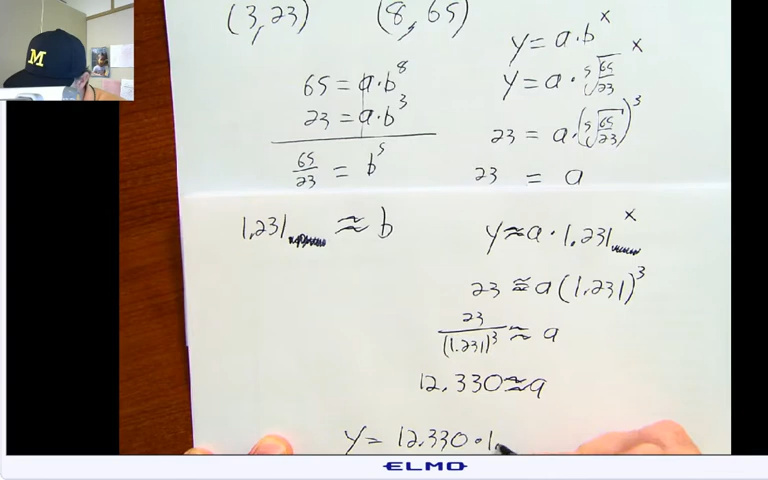 M
(3,23) (8,65)
y = a·b^x
65 = a·b^8
y = a·⁵√(65/23)^x
23 = a·b^3
23 = a·(⁵√(65/23))^3
65/23 = b^5
23 = a
1.231 ≈ b
y ≈ a·1.231^x
23 ≈ a(1.231)^3
23/(1.231)^3 ≈ a
12.330 ≈ a
y = 12.330·1.
ELMO